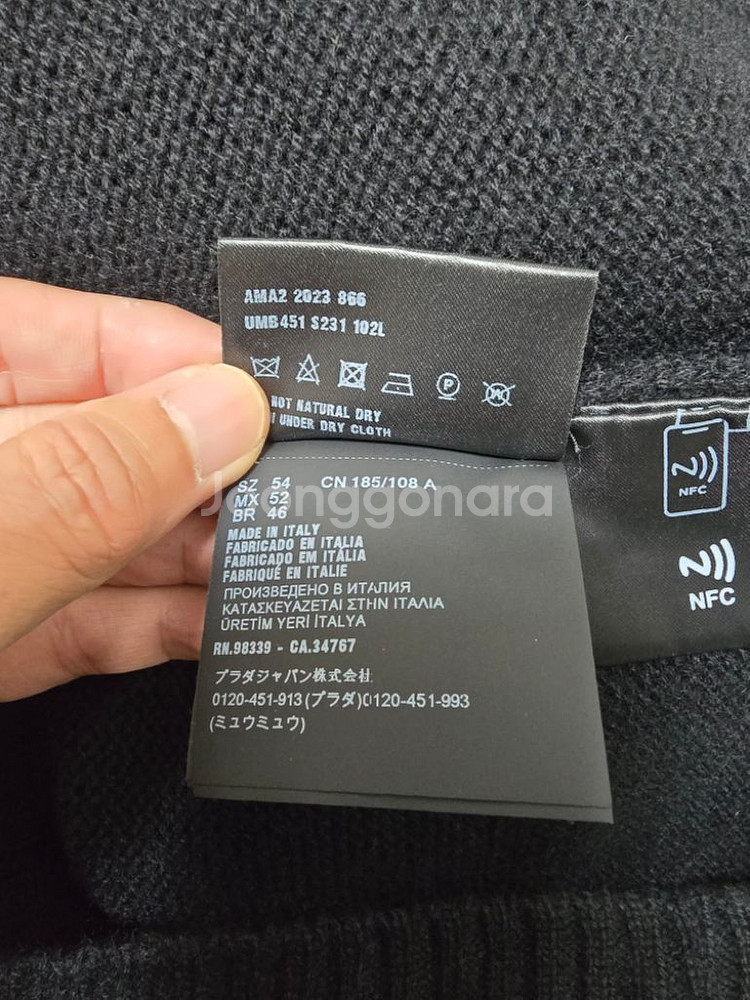 AMA2 2023 866
UMB451 S231 102L
P
NOT NATURAL DRY
UNDER DRY CLOTH
SZ 54 CN 185/108 A
MX 52
BR 46
Joonggonara
MADE IN ITALY
FABRICADO EN ITALIA
FABRICADO EM ITÁLIA
FABRIQUÉ EN ITALIE
ПРОИЗВЕДЕНО В ИТАЛИЯ
ΚΑΤΑΣΚΕΥΑΖΕΤΑΙ ΣΤΗΝ ΙΤΑΛΙΑ
ÜRETİM YERİ İTALYA
RN.98339 - CA.34767
プラダジャパン株式会社
0120-451-913(プラダ)0120-451-993
(ミュウミュウ)
NFC
NFC